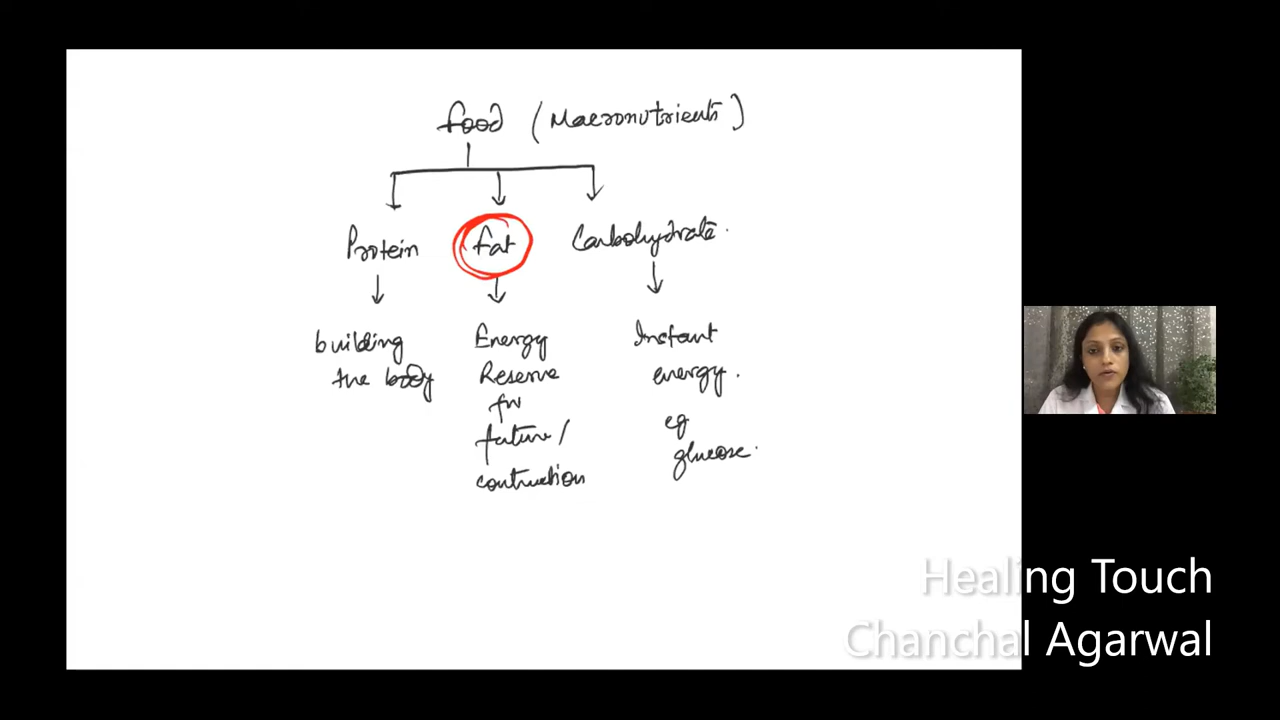 food (Macronutrients)
Protein fat Carbohydrate.
building Energy Instant
the body Reserve energy.
for eg
future/ glucose.
contruction
Healing Touch
Chanchal Agarwal